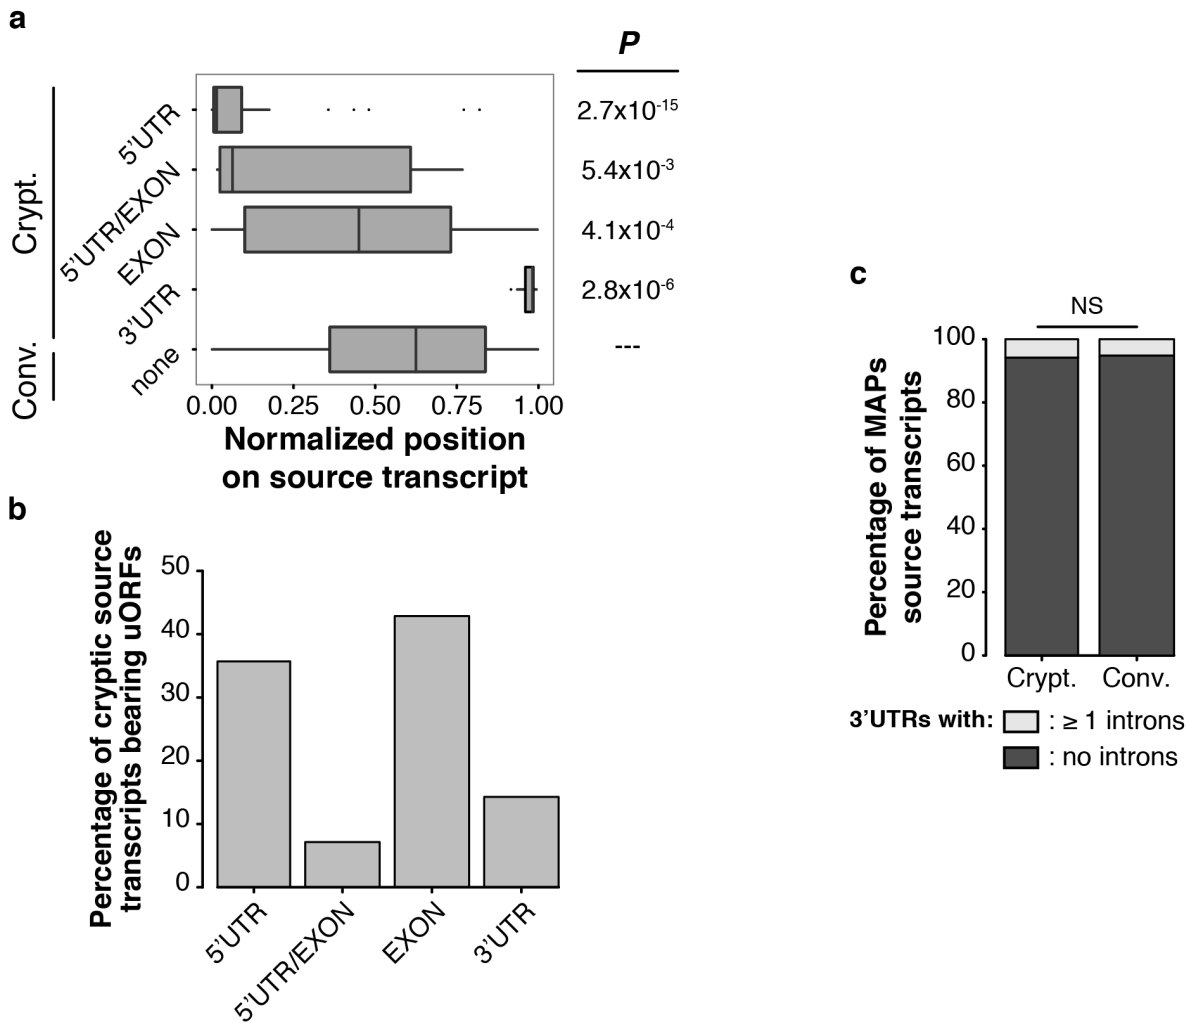 a
P
Crypt.
Conv.
5'UTR
2.7x10-15
5'UTR/EXON
5.4x10-3
EXON
4.1x10-4
3'UTR
2.8x10-6
none
---
0.00 0.25 0.50 0.75 1.00
Normalized position
on source transcript
b
Percentage of cryptic source
transcripts bearing uORFs
50
40
30
20
10
0
5'UTR
5'UTR/EXON
EXON
3'UTR
c
NS
Percentage of MAPs
source transcripts
100
80
60
40
20
0
Crypt. Conv.
3'UTRs with: : ≥ 1 introns
: no introns